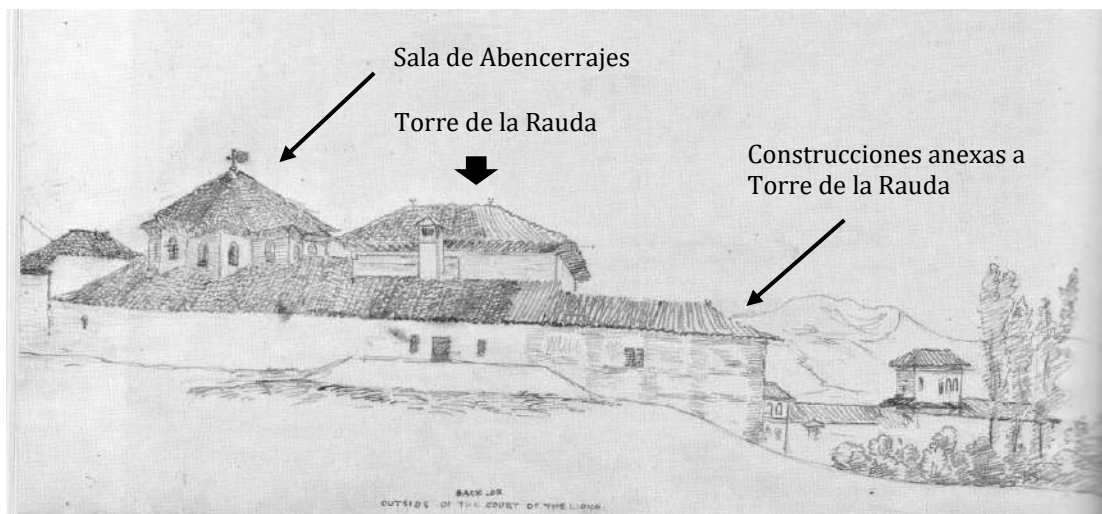 Sala de Abencerrajes
Torre de la Rauda
Construcciones anexas a
Torre de la Rauda
BACK OR
OUTSIDE OF THE COURT OF THE LIONS.